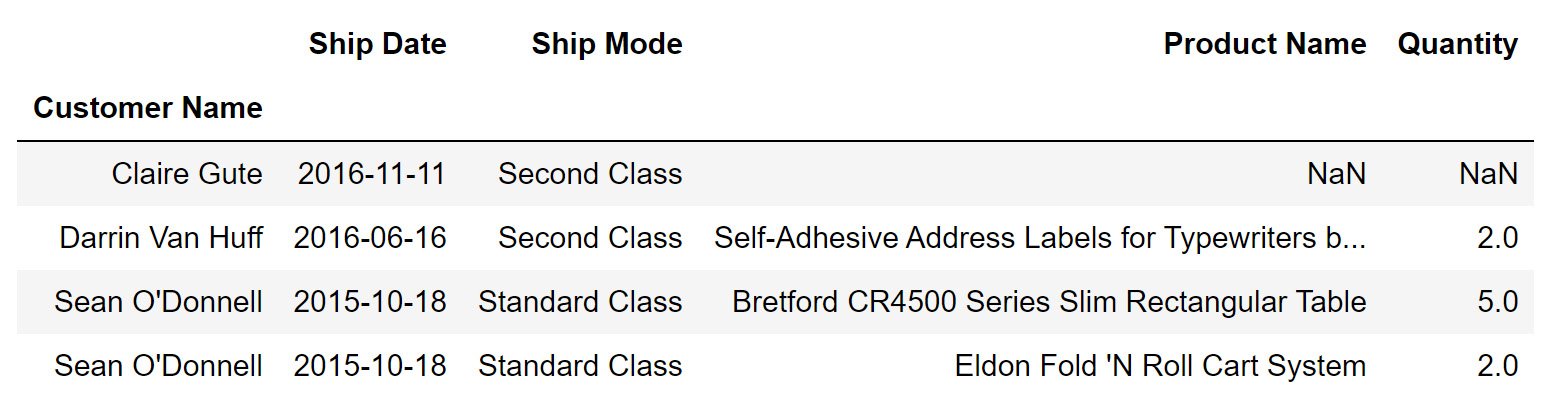 Ship Date Ship Mode Product Name Quantity
Customer Name
Claire Gute 2016-11-11 Second Class NaN NaN
Darrin Van Huff 2016-06-16 Second Class Self-Adhesive Address Labels for Typewriters b... 2.0
Sean O'Donnell 2015-10-18 Standard Class Bretford CR4500 Series Slim Rectangular Table 5.0
Sean O'Donnell 2015-10-18 Standard Class Eldon Fold 'N Roll Cart System 2.0